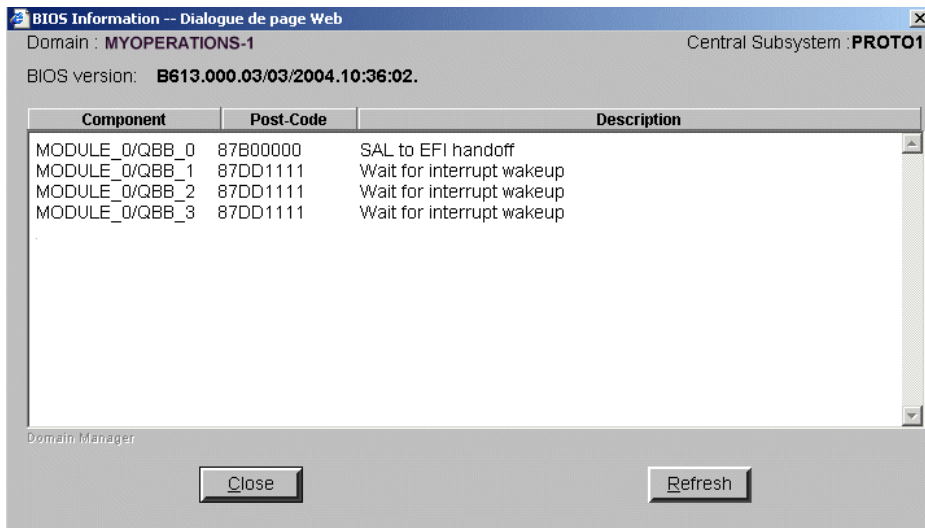 BIOS Information -- Dialogue de page Web
Domain : MYOPERATIONS-1 Central Subsystem :PROTO1
BIOS version: B613.000.03/03/2004.10:36:02.
Component Post-Code Description
MODULE_0/QBB_0 87B00000 SAL to EFI handoff
MODULE_0/QBB_1 87DD1111 Wait for interrupt wakeup
MODULE_0/QBB_2 87DD1111 Wait for interrupt wakeup
MODULE_0/QBB_3 87DD1111 Wait for interrupt wakeup
Domain Manager
Close Refresh